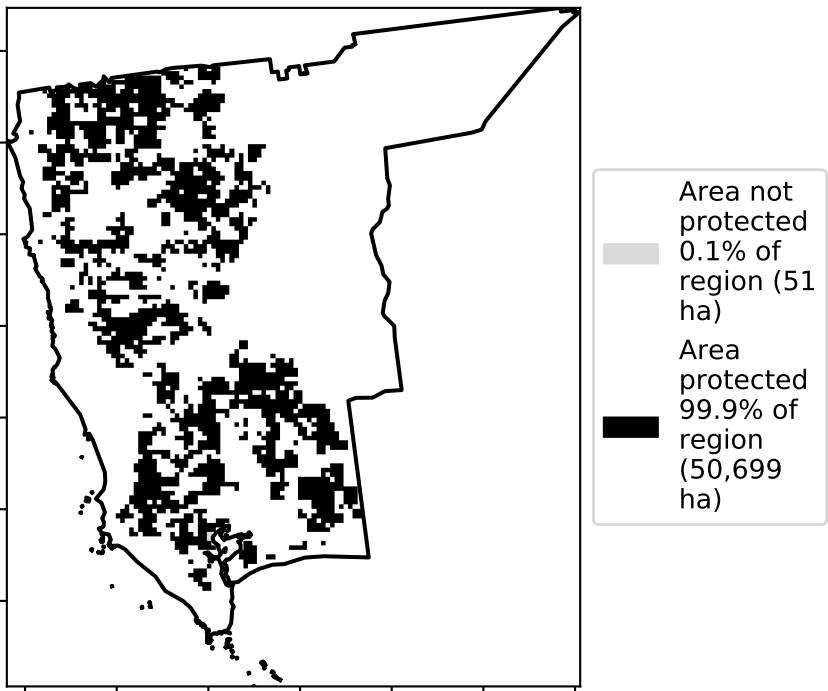 Area not
protected
0.1% of
region (51
ha)
Area
protected
99.9% of
region
(50,699
ha)